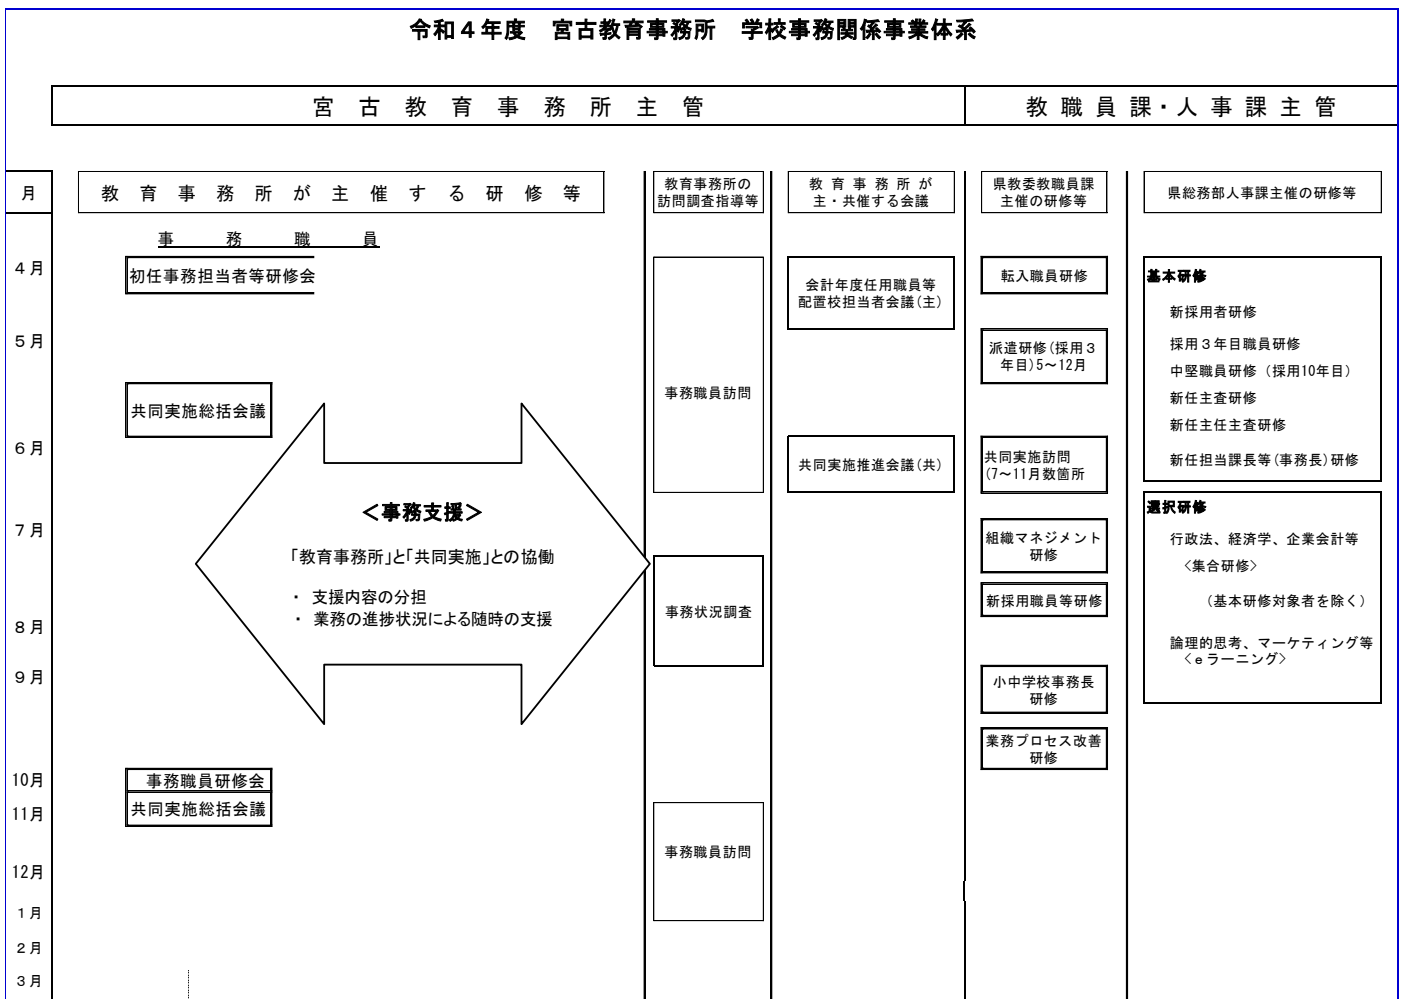 令和４年度　宮古教育事務所　学校事務関係事業体系
宮古教育事務所主管
教職員課・人事課主管
月
教育事務所が主催する研修等
教育事務所の
訪問調査指導等
教育事務所が
主・共催する会議
県教委教職員課
主催の研修等
県総務部人事課主催の研修等
事務職員
４月
５月
６月
７月
８月
９月
10月
11月
12月
１月
２月
３月
初任事務担当者等研修会
共同実施総括会議
＜事務支援＞
「教育事務所」と「共同実施」との協働
・ 支援内容の分担
・ 業務の進捗状況による随時の支援
事務職員研修会
共同実施総括会議
事務職員訪問
事務状況調査
事務職員訪問
会計年度任用職員等
配置校担当者会議(主)
共同実施推進会議(共)
転入職員研修
派遣研修(採用３
年目)5～12月
共同実施訪問
(7～11月数箇所
組織マネジメント
研修
新採用職員等研修
小中学校事務長
研修
業務プロセス改善
研修
基本研修
新採用者研修
採用３年目職員研修
中堅職員研修（採用10年目）
新任主査研修
新任主任主査研修
新任担当課長等(事務長)研修
選択研修
行政法、経済学、企業会計等
〈集合研修〉
（基本研修対象者を除く）
論理的思考、マーケティング等
〈ｅラーニング〉